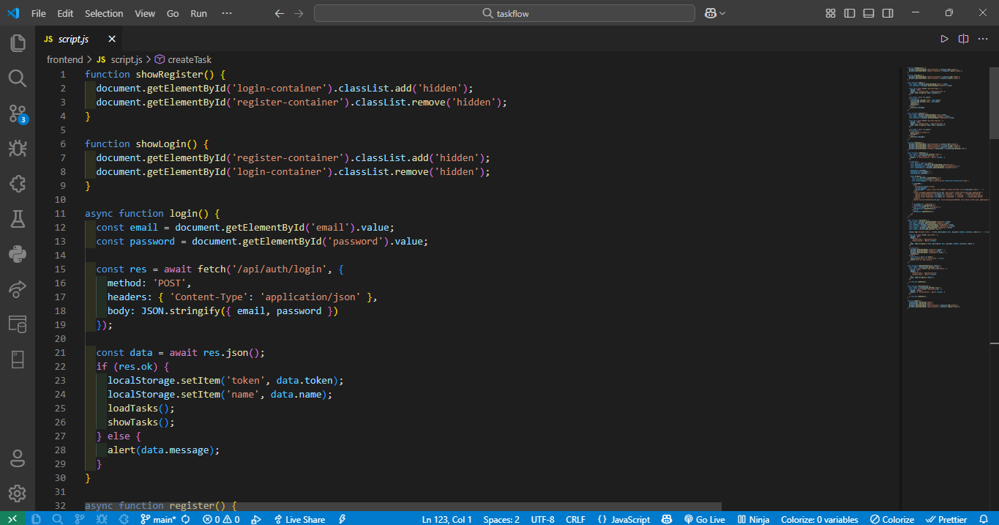 File Edit Selection View Go Run ··· taskflow
JS script.js
frontend > JS script.js > createTask
1 function showRegister() {
2   document.getElementById('login-container').classList.add('hidden');
3   document.getElementById('register-container').classList.remove('hidden');
4 }
5
6 function showLogin() {
7   document.getElementById('register-container').classList.add('hidden');
8   document.getElementById('login-container').classList.remove('hidden');
9 }
10
11 async function login() {
12   const email = document.getElementById('email').value;
13   const password = document.getElementById('password').value;
14
15   const res = await fetch('/api/auth/login', {
16     method: 'POST',
17     headers: { 'Content-Type': 'application/json' },
18     body: JSON.stringify({ email, password })
19   });
20
21   const data = await res.json();
22   if (res.ok) {
23     localStorage.setItem('token', data.token);
24     localStorage.setItem('name', data.name);
25     loadTasks();
26     showTasks();
27   } else {
28     alert(data.message);
29   }
30 }
31
32 async function register() {
3
main* 0 0 Live Share Ln 123, Col 1 Spaces: 2 UTF-8 CRLF {} JavaScript Go Live Ninja Colorize: 0 variables Colorize Prettier